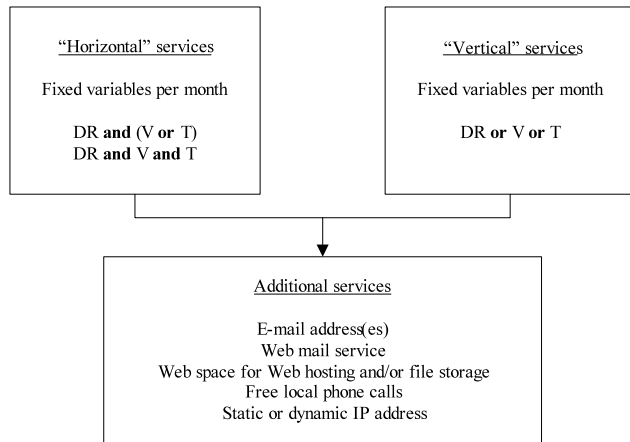 “Horizontal” services
Fixed variables per month
DR and (V or T)
DR and V and T
“Vertical” services
Fixed variables per month
DR or V or T
Additional services
E-mail address(es)
Web mail service
Web space for Web hosting and/or file storage
Free local phone calls
Static or dynamic IP address